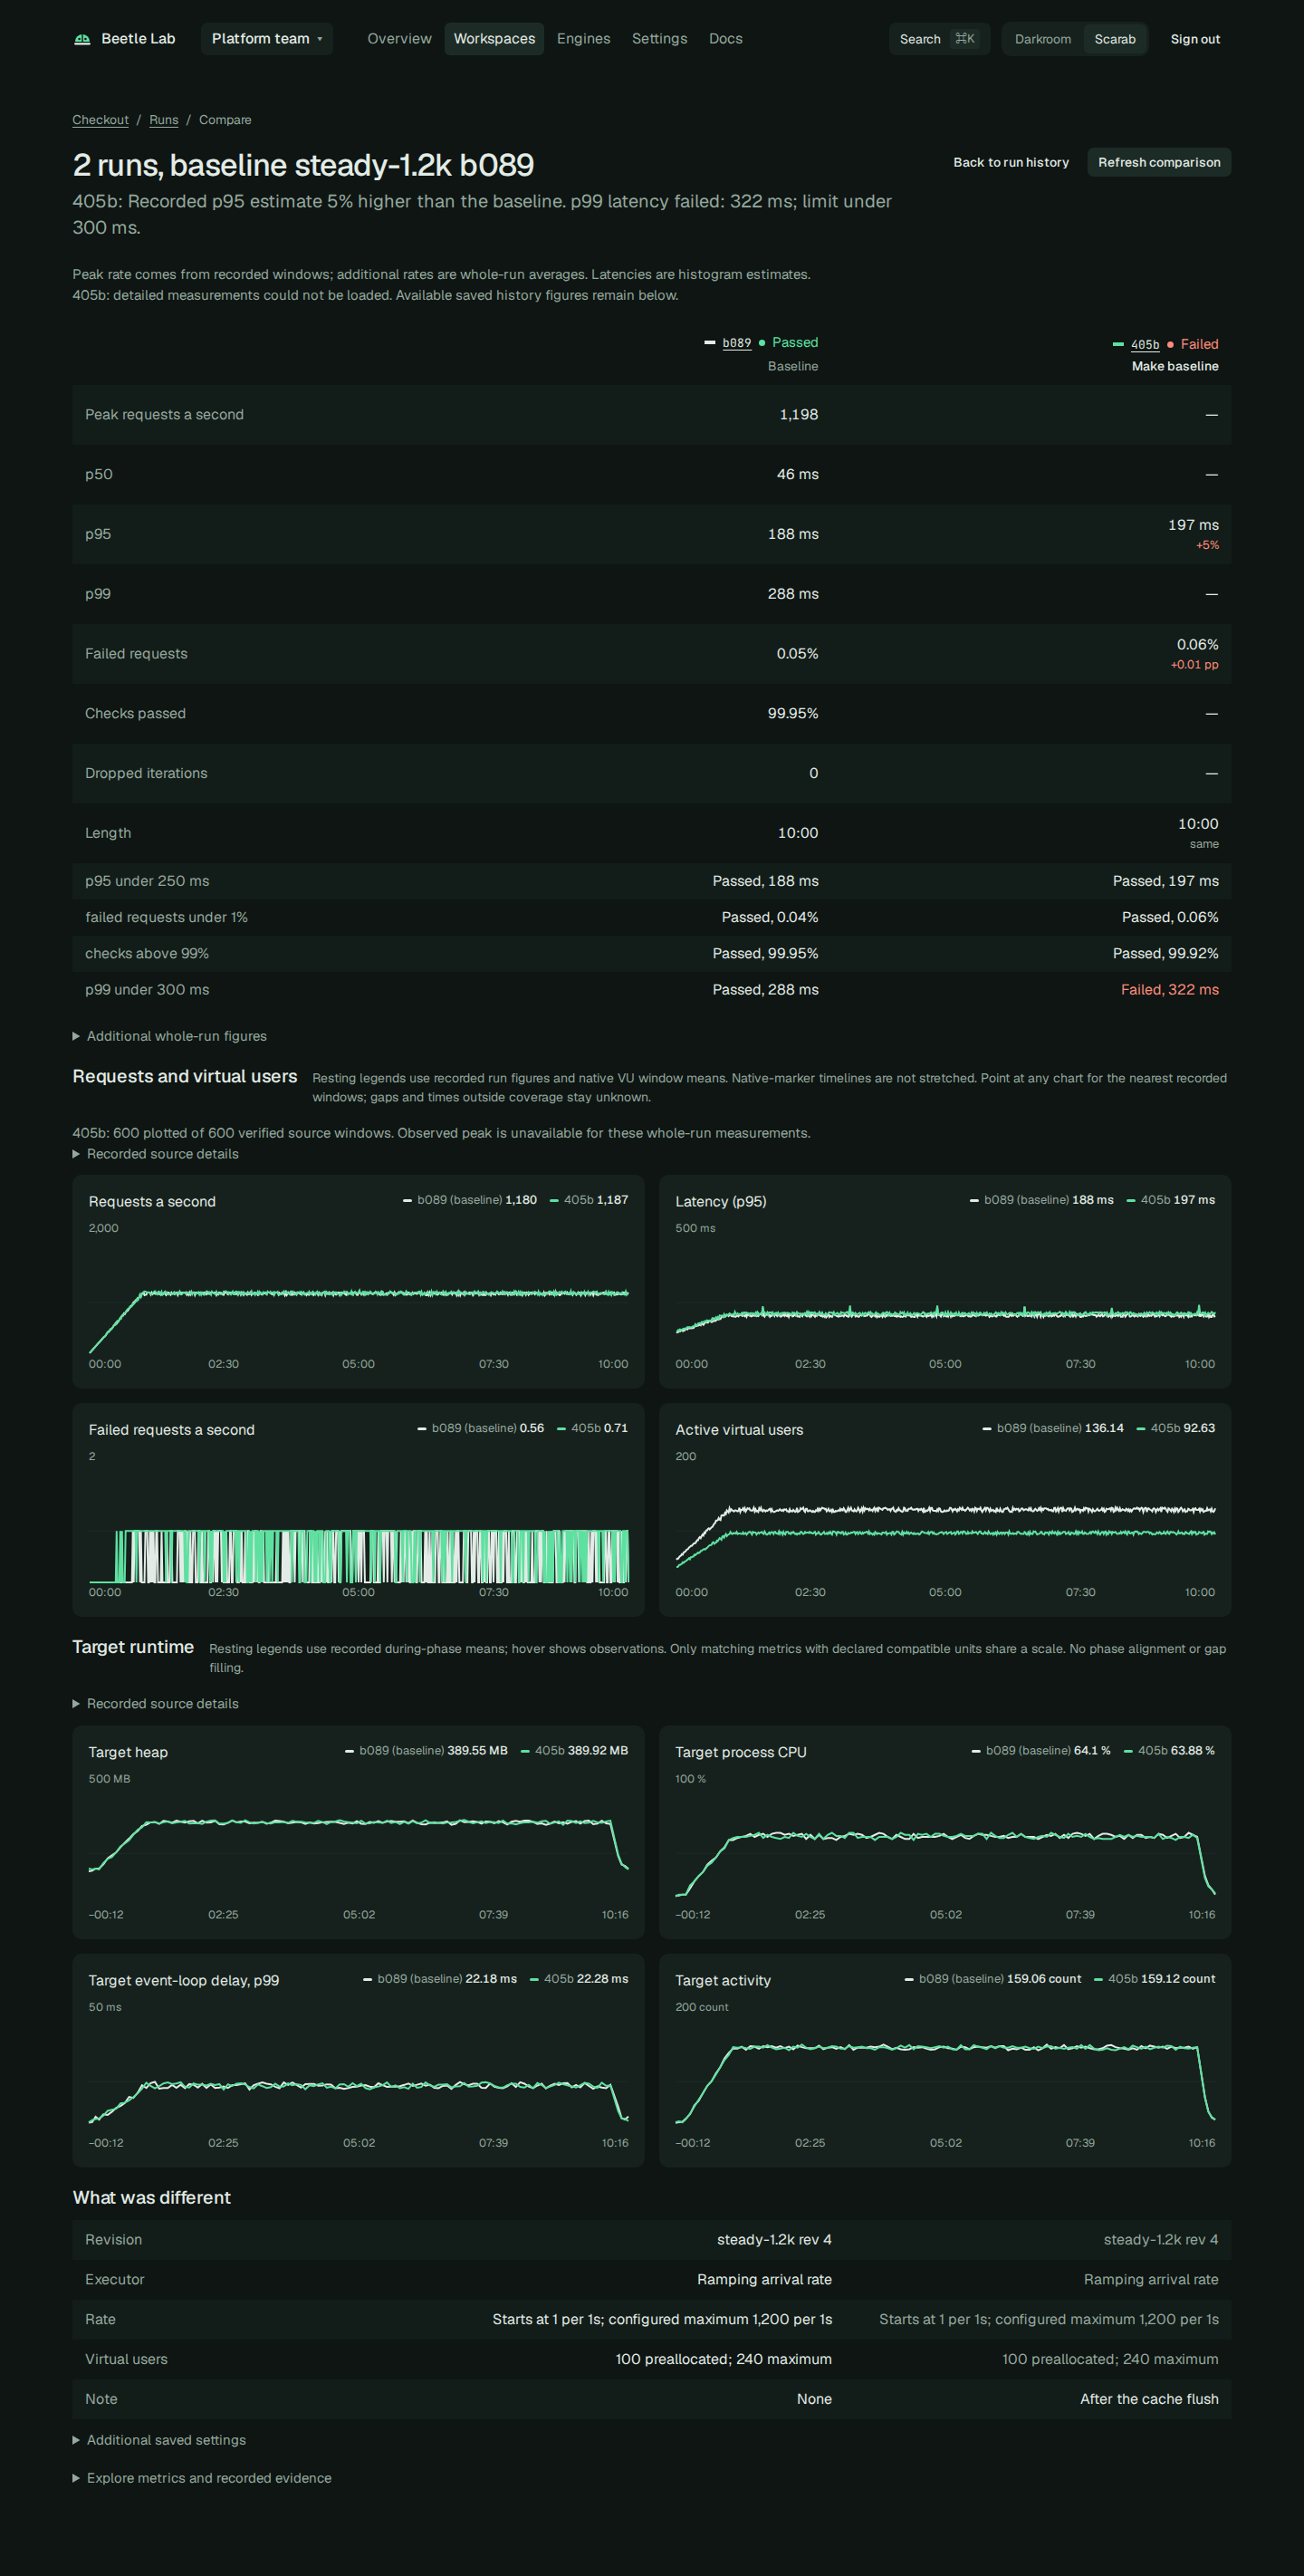 Beetle Lab Platform team ▾ Overview Workspaces Engines Settings Docs Search ⌘K Darkroom Scarab Sign out
Checkout / Runs / Compare
2 runs, baseline steady-1.2k b089 Back to run history Refresh comparison
405b: Recorded p95 estimate 5% higher than the baseline. p99 latency failed: 322 ms; limit under
300 ms.
Peak rate comes from recorded windows; additional rates are whole-run averages. Latencies are histogram estimates.
405b: detailed measurements could not be loaded. Available saved history figures remain below.
b089 Passed 405b Failed
Baseline Make baseline
Peak requests a second 1,198 —
p50 46 ms —
p95 188 ms 197 ms
+5%
p99 288 ms —
Failed requests 0.05% 0.06%
+0.01 pp
Checks passed 99.95% —
Dropped iterations 0 —
Length 10:00 10:00
same
p95 under 250 ms Passed, 188 ms Passed, 197 ms
failed requests under 1% Passed, 0.04% Passed, 0.06%
checks above 99% Passed, 99.95% Passed, 99.92%
p99 under 300 ms Passed, 288 ms Failed, 322 ms
▶ Additional whole-run figures
Requests and virtual users Resting legends use recorded run figures and native VU window means. Native-marker timelines are not stretched. Point at any chart for the nearest recorded
windows; gaps and times outside coverage stay unknown.
405b: 600 plotted of 600 verified source windows. Observed peak is unavailable for these whole-run measurements.
▶ Recorded source details
Requests a second b089 (baseline) 1,180 405b 1,187
2,000
00:00 02:30 05:00 07:30 10:00
Latency (p95) b089 (baseline) 188 ms 405b 197 ms
500 ms
00:00 02:30 05:00 07:30 10:00
Failed requests a second b089 (baseline) 0.56 405b 0.71
2
00:00 02:30 05:00 07:30 10:00
Active virtual users b089 (baseline) 136.14 405b 92.63
200
00:00 02:30 05:00 07:30 10:00
Target runtime Resting legends use recorded during-phase means; hover shows observations. Only matching metrics with declared compatible units share a scale. No phase alignment or gap
filling.
▶ Recorded source details
Target heap b089 (baseline) 389.55 MB 405b 389.92 MB
500 MB
−00:12 02:25 05:02 07:39 10:16
Target process CPU b089 (baseline) 64.1 % 405b 63.88 %
100 %
−00:12 02:25 05:02 07:39 10:16
Target event-loop delay, p99 b089 (baseline) 22.18 ms 405b 22.28 ms
50 ms
−00:12 02:25 05:02 07:39 10:16
Target activity b089 (baseline) 159.06 count 405b 159.12 count
200 count
−00:12 02:25 05:02 07:39 10:16
What was different
Revision steady-1.2k rev 4 steady-1.2k rev 4
Executor Ramping arrival rate Ramping arrival rate
Rate Starts at 1 per 1s; configured maximum 1,200 per 1s Starts at 1 per 1s; configured maximum 1,200 per 1s
Virtual users 100 preallocated; 240 maximum 100 preallocated; 240 maximum
Note None After the cache flush
▶ Additional saved settings
▶ Explore metrics and recorded evidence